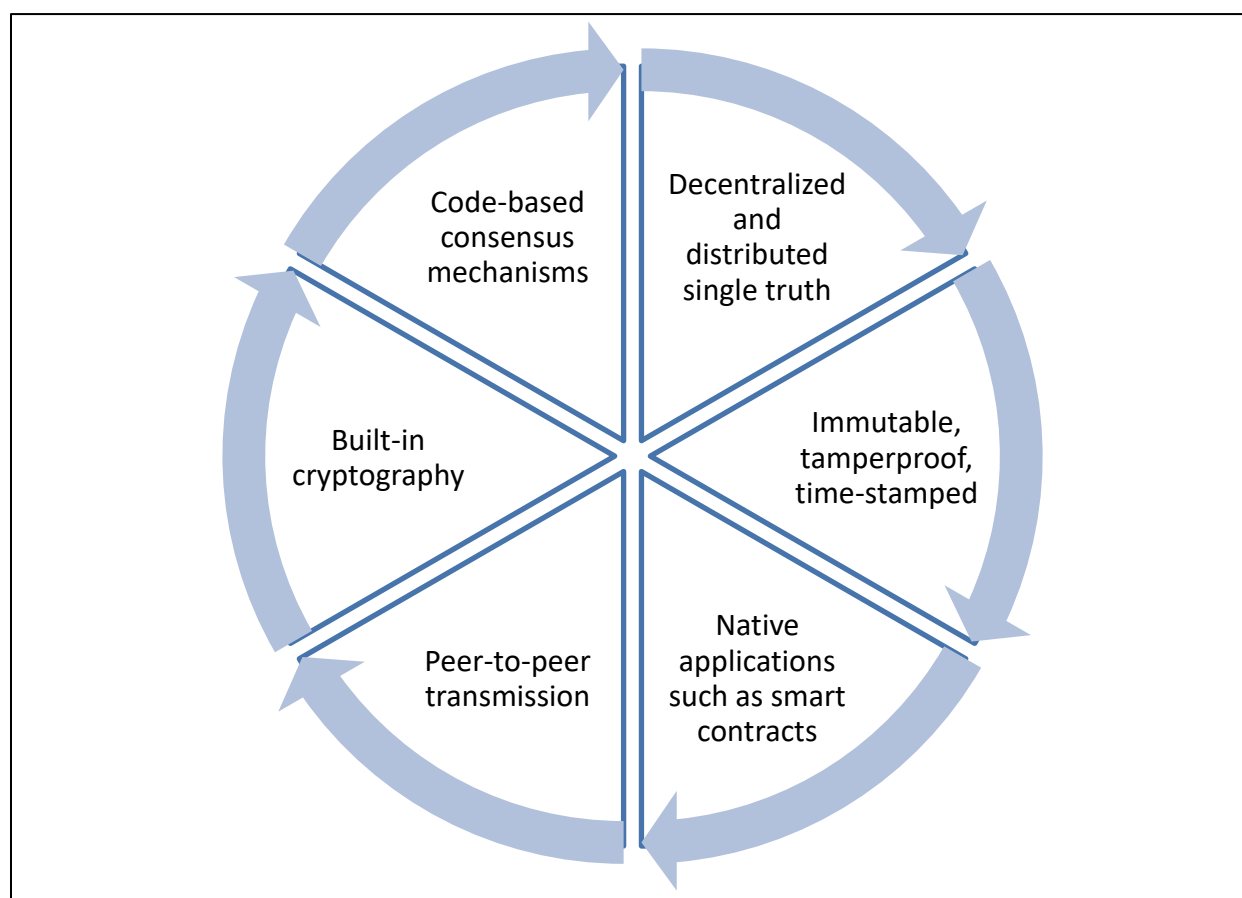 Decentralized
and
distributed
single truth
Immutable,
tamperproof,
time-stamped
Native
applications
such as smart
contracts
Peer-to-peer
transmission
Built-in
cryptography
Code-based
consensus
mechanisms